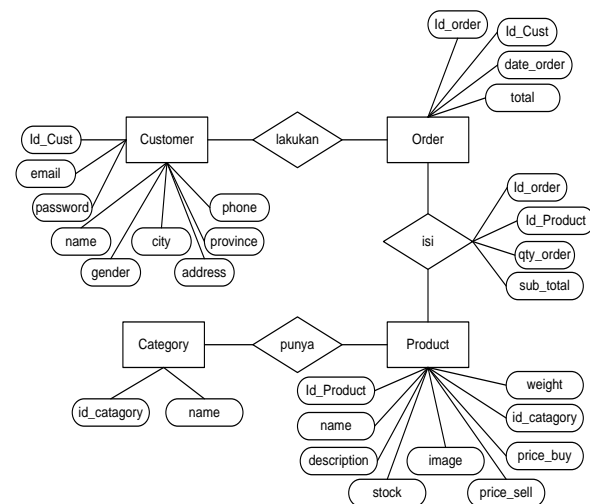 Id_order
Id_Cust
date_order
total
Id_Cust
Customer
lakukan
Order
email
password
name
gender
city
address
province
phone
Id_order
Id_Product
isi
qty_order
sub_total
Category
punya
Product
id_catagory
name
Id_Product
name
description
stock
image
price_sell
price_buy
id_catagory
weight